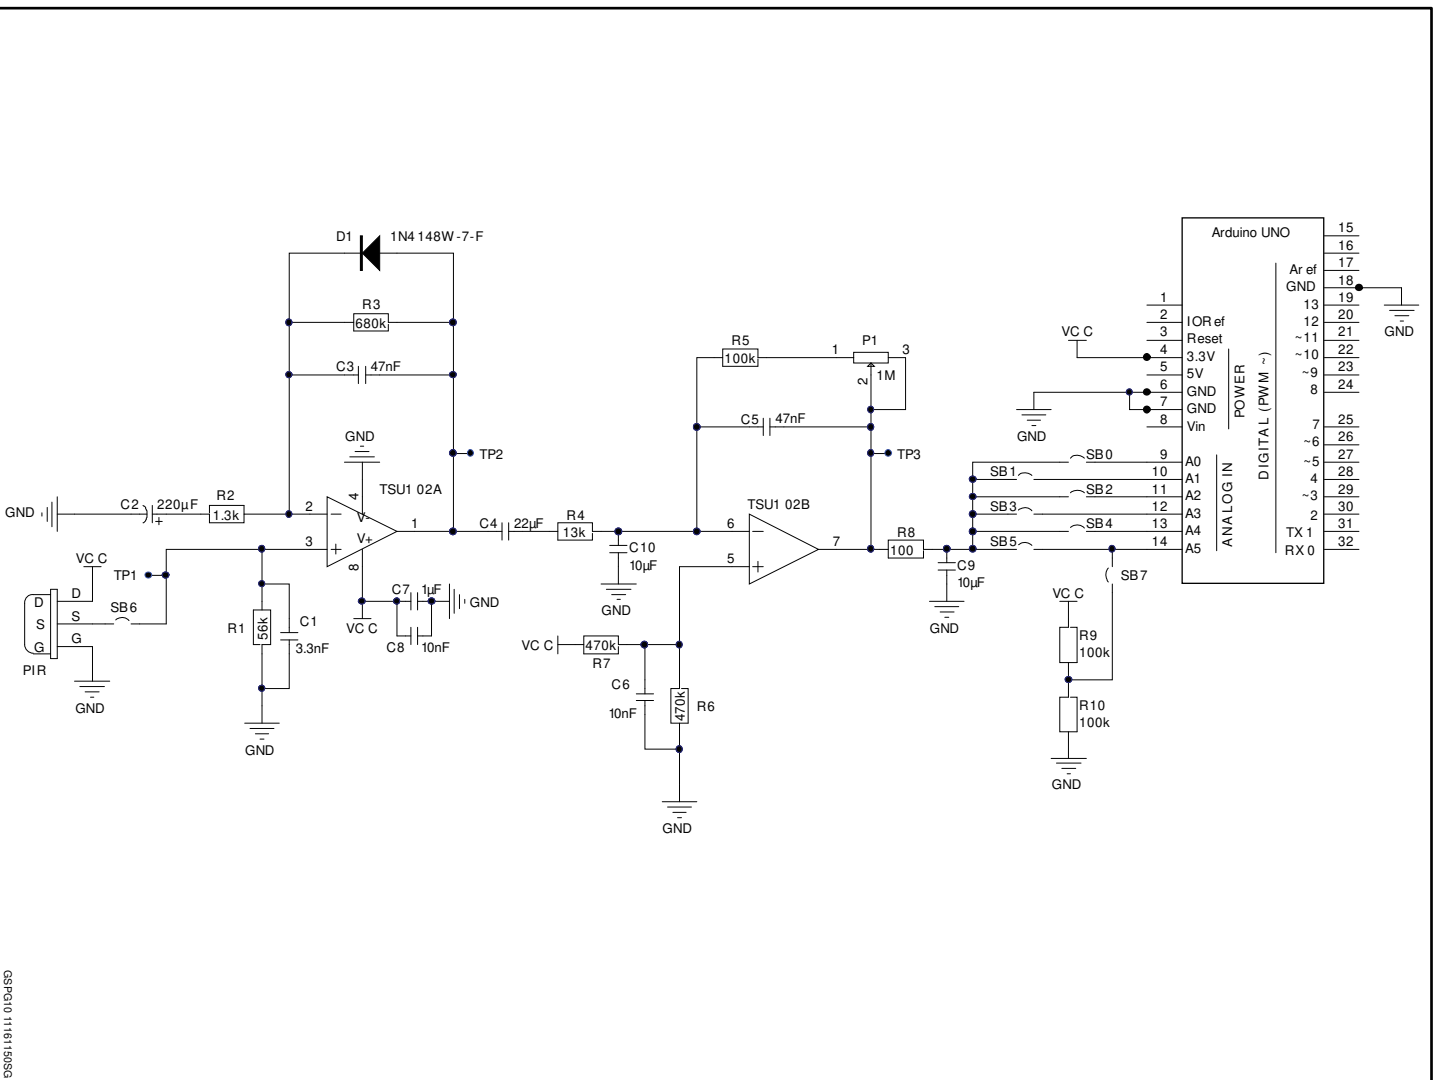 Arduino UNO
15
16
Aref 17
GND 18
1 13 19
2 IORef 12 20
3 Reset ~11 21
VCC 4 3.3V ~10 22
5 5V ~9 23
6 GND 8 24
7 GND
8 Vin 7 25
~6 26
9 A0 ~5 27
10 A1 4 28
11 A2 ~3 29
12 A3 2 30
13 A4 TX1 31
14 A5 RX0 32
POWER
ANALOG IN
DIGITAL (PWM ~)
GND
GND
SB0
SB1
SB2
SB3
SB4
SB5
SB7
D1 1N4148W-7-F
R3
680k
C3 47nF
GND
TP2
4
TSU102A
V-
V+
8
2
3
1
GND C2 220µF
+
R2
1.3k
VCC
TP1
D D
S S
G G
SB6
PIR
GND
R1 56k
C1
3.3nF
GND
C7 1µF GND
VCC
C8 10nF
C4 22µF
R4
13k
C10
10µF
GND
R5
100k
1 P1 3
2 1M
C5 47nF
TP3
TSU102B
6
5
7
R8
100
C9
10µF
GND
VCC 470k
R7
C6
10nF
470k R6
GND
VCC
R9
100k
R10
100k
GND
GSPG1011161150SG